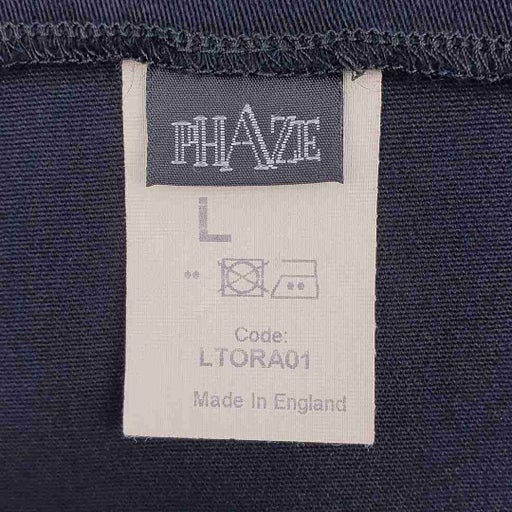 PHAZE
L
Code:
LTORA01
Made In England